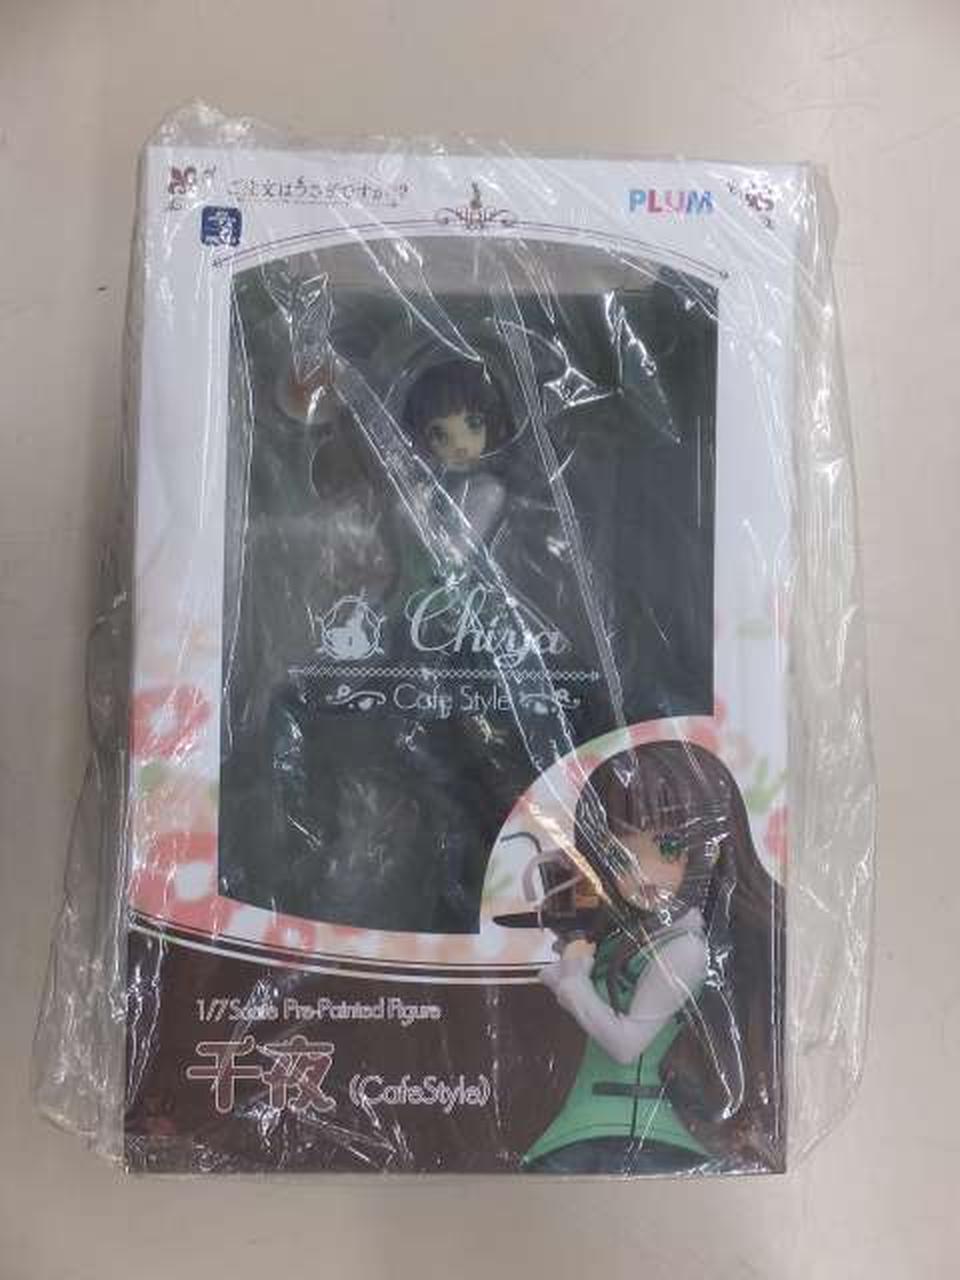 ご注文はうさぎですか??
PLUM
Chiya
Cafe Style
1/7 Scale Pre-Painted Figure
千夜 (CafeStyle)